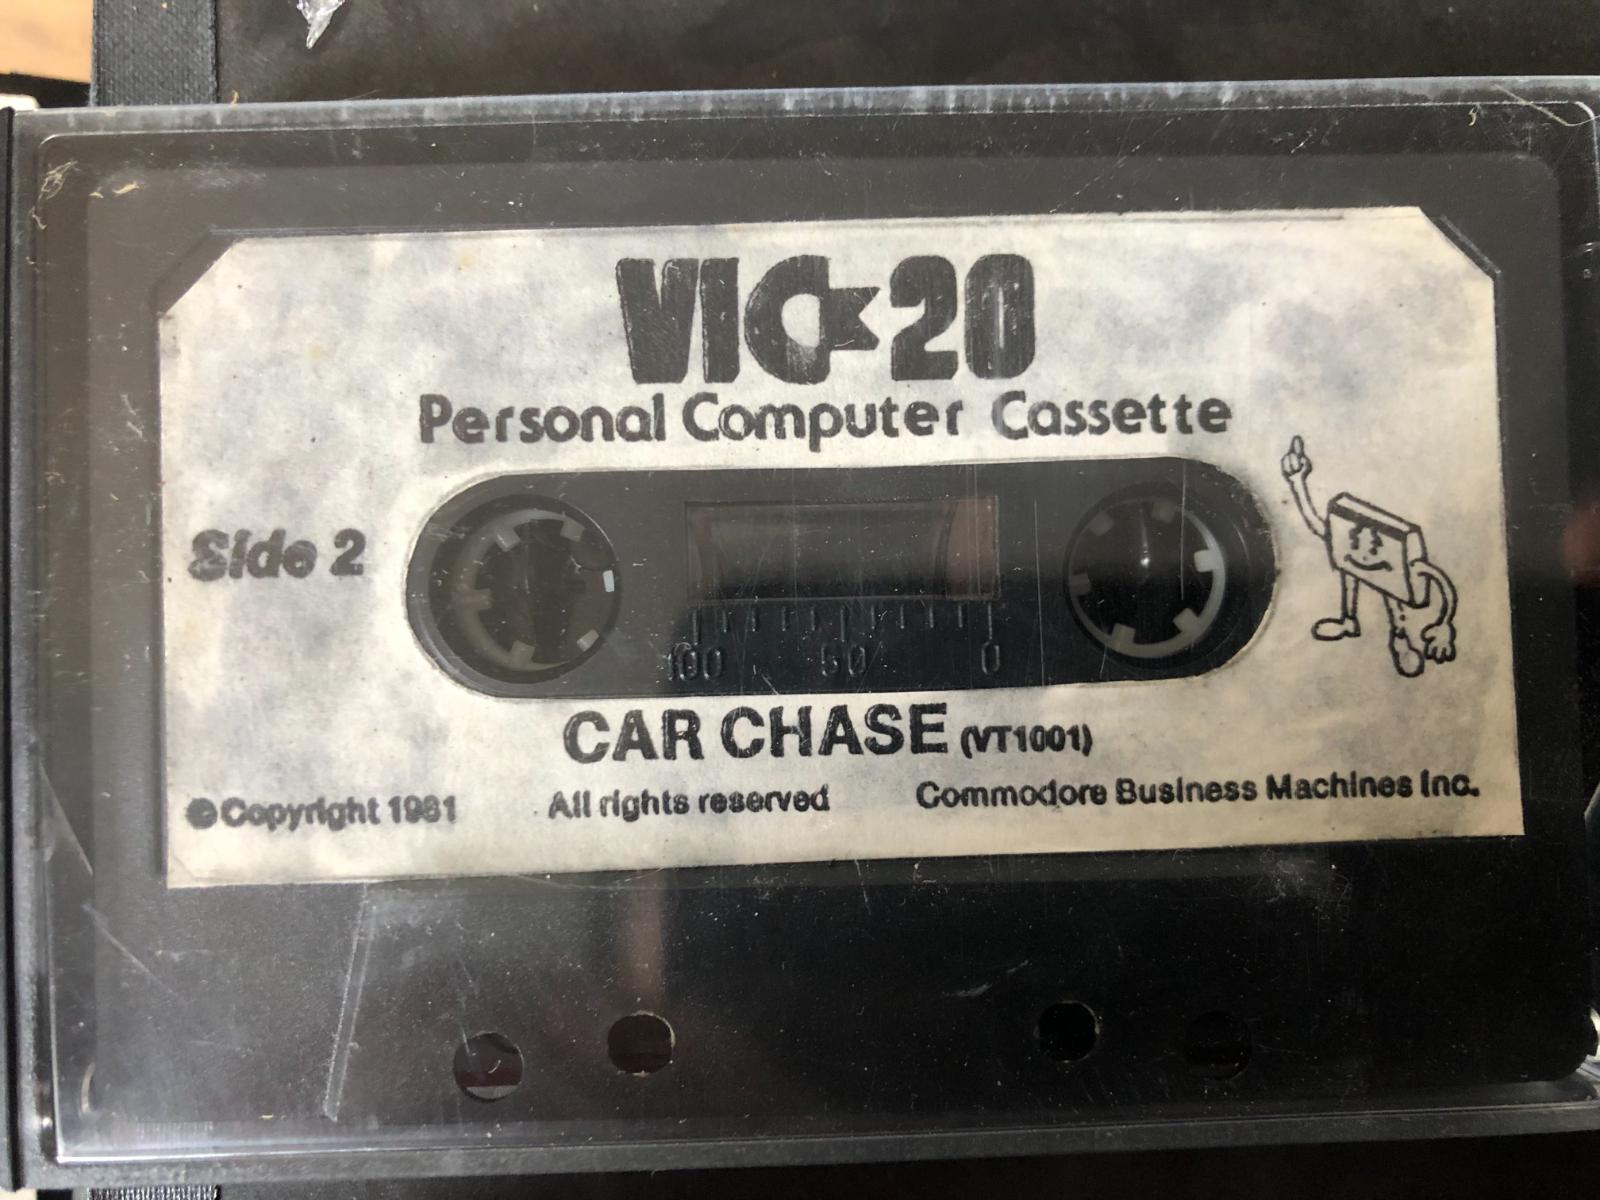 VIC-20
Personal Computer Cassette
Side 2
100 50 0
CAR CHASE (VT1001)
© Copyright 1981 All rights reserved Commodore Business Machines Inc.